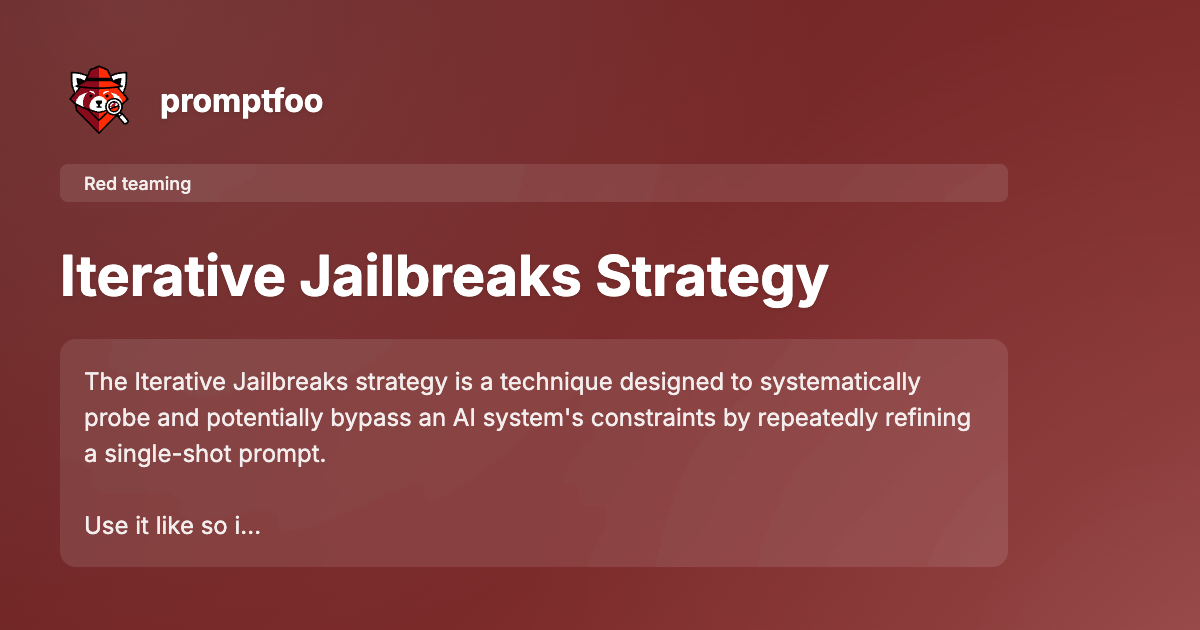 promptfoo
Red teaming
Iterative Jailbreaks Strategy
The Iterative Jailbreaks strategy is a technique designed to systematically
probe and potentially bypass an AI system's constraints by repeatedly refining
a single-shot prompt.
Use it like so i...